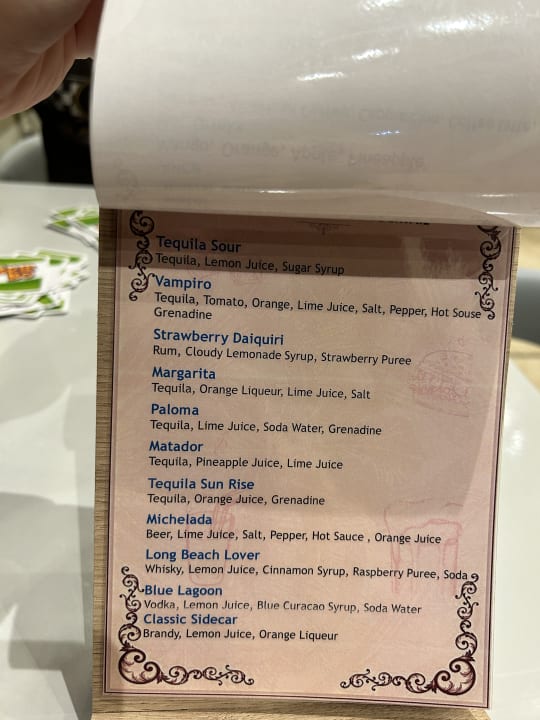 Tequila Sour
Tequila, Lemon Juice, Sugar Syrup
Vampiro
Tequila, Tomato, Orange, Lime Juice, Salt, Pepper, Hot Souse
Grenadine
Strawberry Daiquiri
Rum, Cloudy Lemonade Syrup, Strawberry Puree
Margarita
Tequila, Orange Liqueur, Lime Juice, Salt
Paloma
Tequila, Lime Juice, Soda Water, Grenadine
Matador
Tequila, Pineapple Juice, Lime Juice
Tequila Sun Rise
Tequila, Orange Juice, Grenadine
Michelada
Beer, Lime Juice, Salt, Pepper, Hot Sauce , Orange Juice
Long Beach Lover
Whisky, Lemon Juice, Cinnamon Syrup, Raspberry Puree, Soda
Blue Lagoon
Vodka, Lemon Juice, Blue Curacao Syrup, Soda Water
Classic Sidecar
Brandy, Lemon Juice, Orange Liqueur